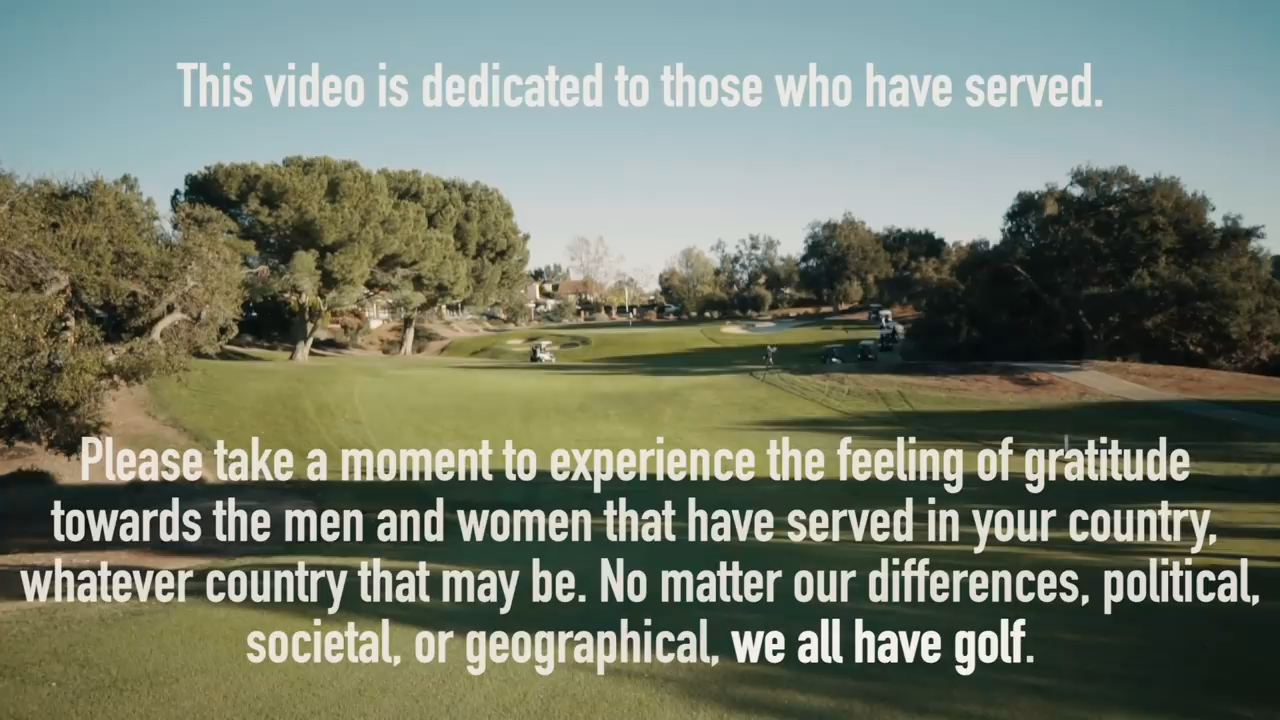 This video is dedicated to those who have served.
Please take a moment to experience the feeling of gratitude
towards the men and women that have served in your country,
whatever country that may be. No matter our differences, political,
societal, or geographical, we all have golf.